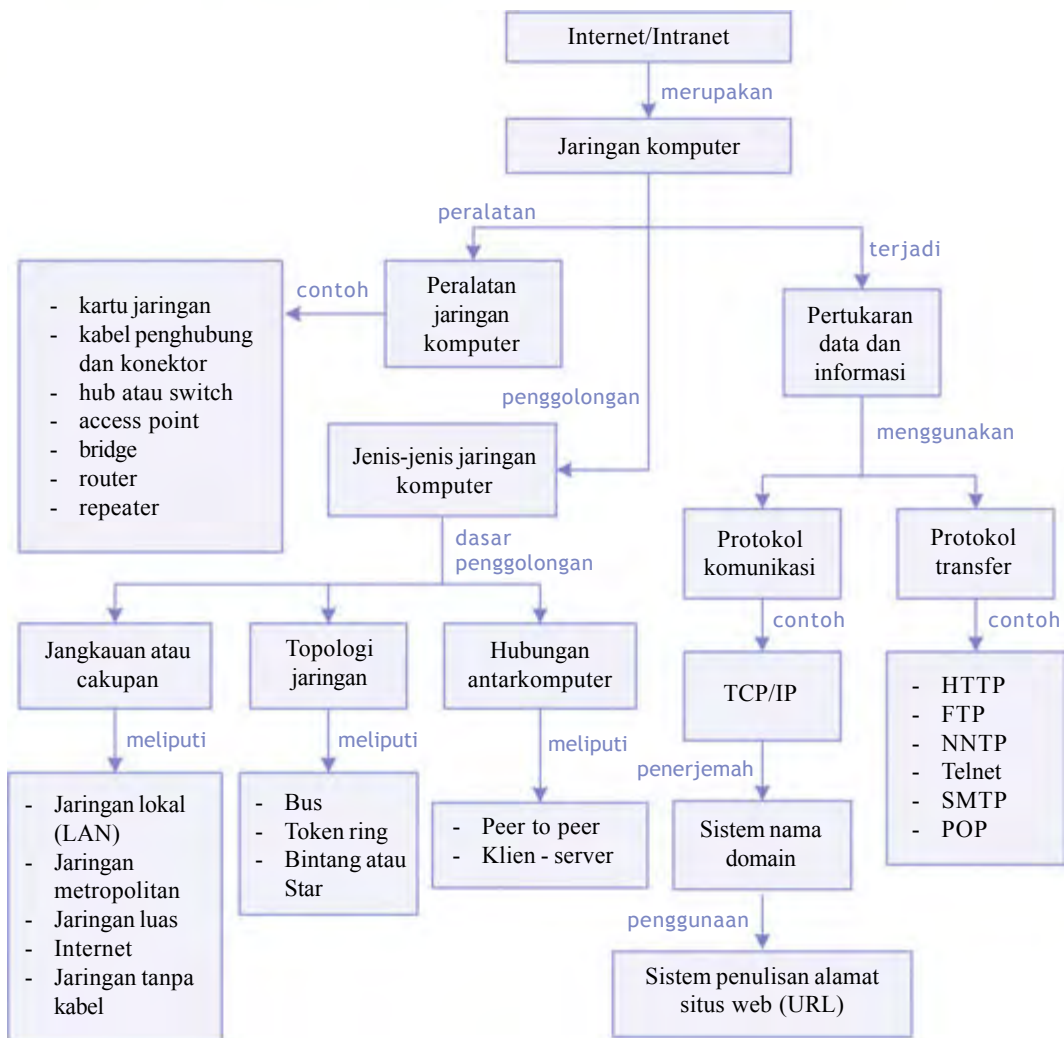 Internet/Intranet
merupakan
Jaringan komputer
peralatan
terjadi
Peralatan
jaringan
komputer
contoh
- kartu jaringan
- kabel penghubung
dan konektor
- hub atau switch
- access point
- bridge
- router
- repeater
Pertukaran
data dan
informasi
penggolongan
menggunakan
Jenis-jenis jaringan
komputer
dasar
penggolongan
Protokol
komunikasi
Protokol
transfer
contoh
contoh
Jangkauan atau
cakupan
Topologi
jaringan
Hubungan
antarkomputer
TCP/IP
- HTTP
- FTP
- NNTP
- Telnet
- SMTP
- POP
meliputi
meliputi
meliputi
penerjemah
- Jaringan lokal
(LAN)
- Jaringan
metropolitan
- Jaringan luas
- Internet
- Jaringan tanpa
kabel
- Bus
- Token ring
- Bintang atau
Star
- Peer to peer
- Klien - server
Sistem nama
domain
penggunaan
Sistem penulisan alamat
situs web (URL)